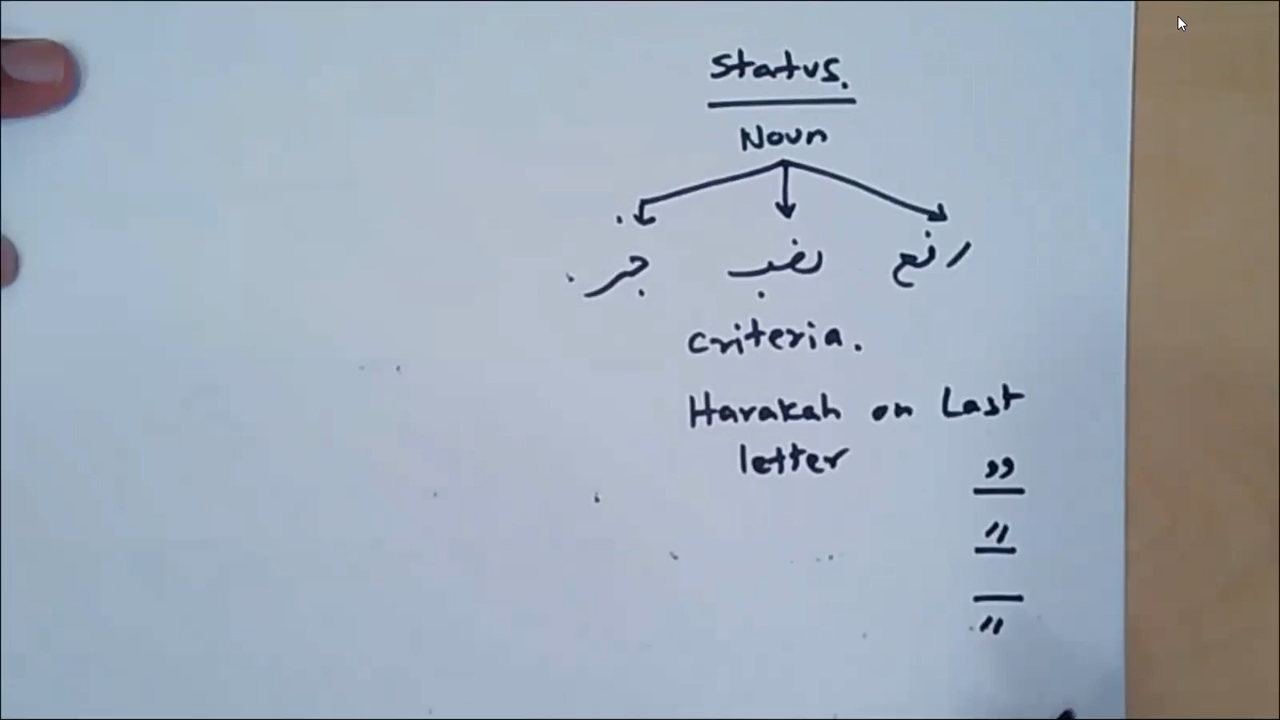 Status.
Noun
رفع نصب جر
criteria.
Harakah on Last
letter
ٌ
ً
ٍ